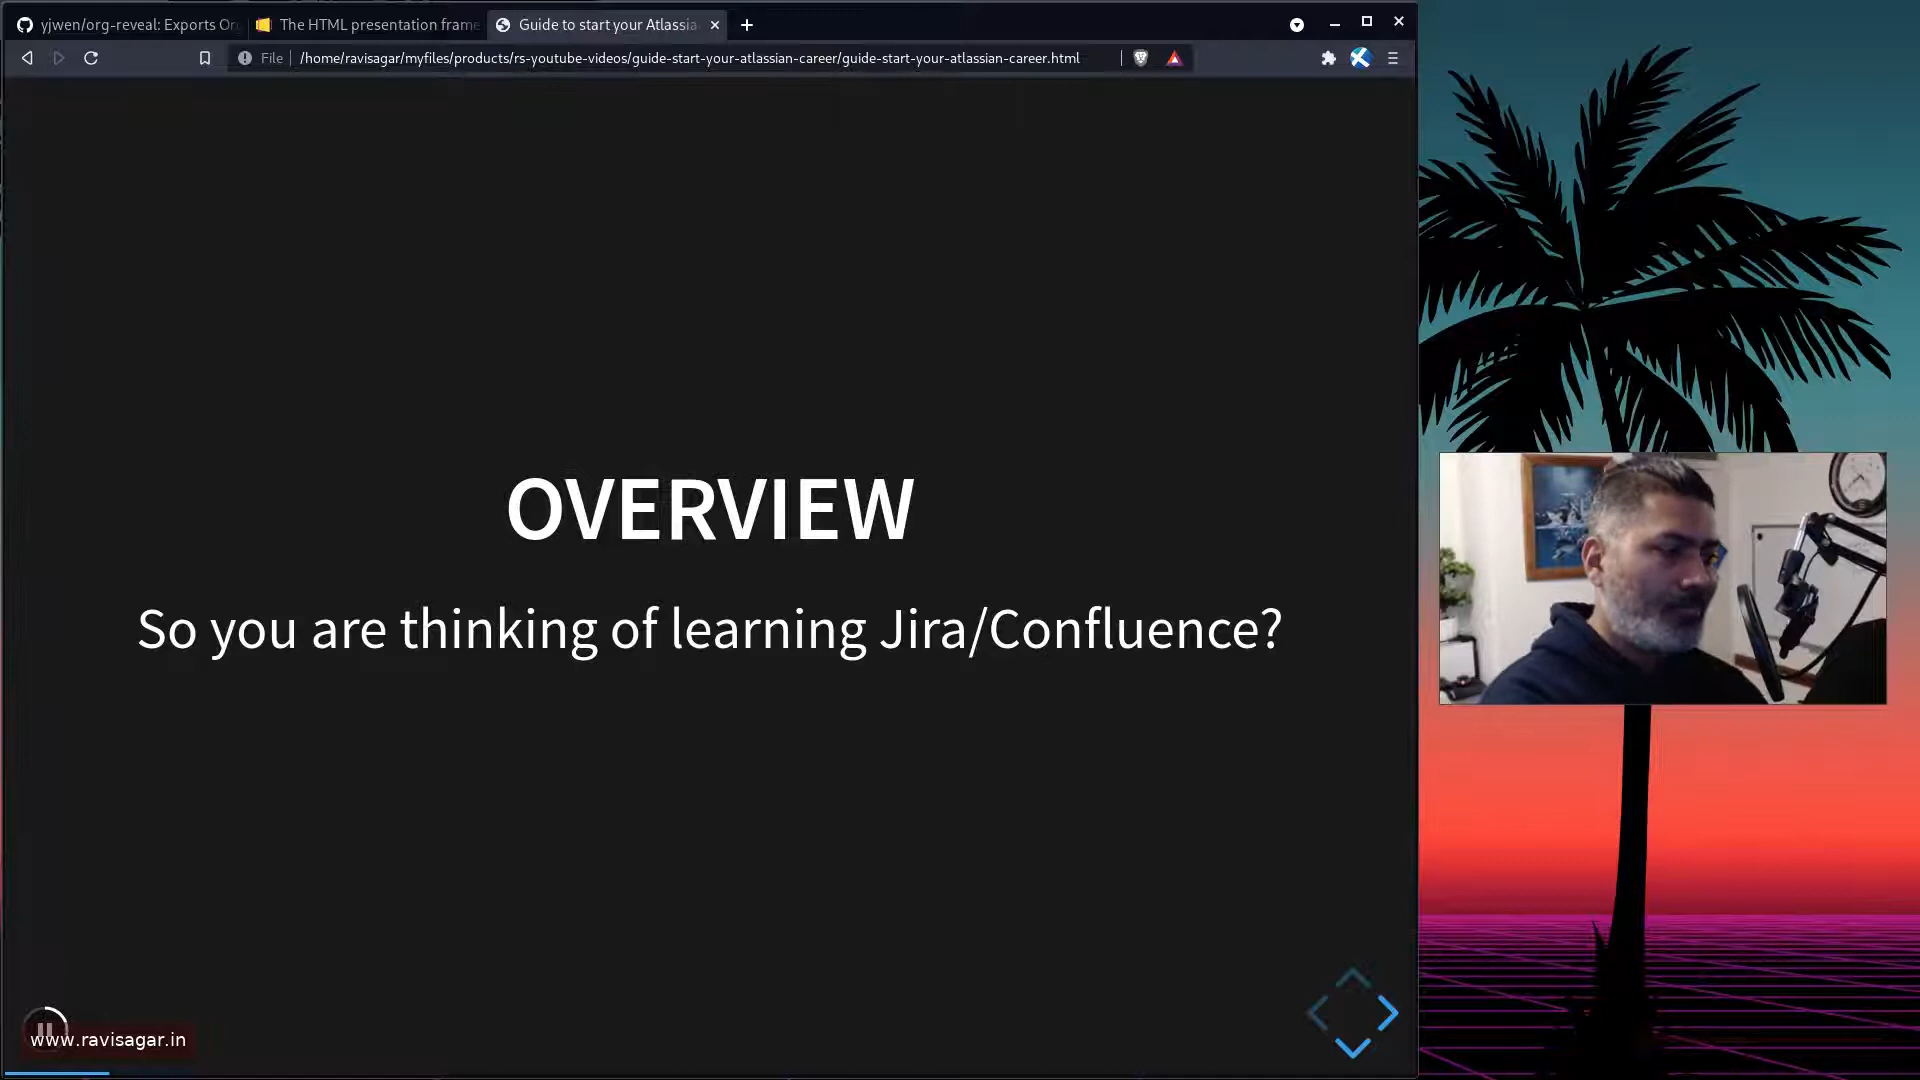 yjwen/org-reveal: Exports Or
The HTML presentation frame
Guide to start your Atlassia
File
/home/ravisagar/myfiles/products/rs-youtube-videos/guide-start-your-atlassian-career/guide-start-your-atlassian-career.html
OVERVIEW
So you are thinking of learning Jira/Confluence?
www.ravisagar.in